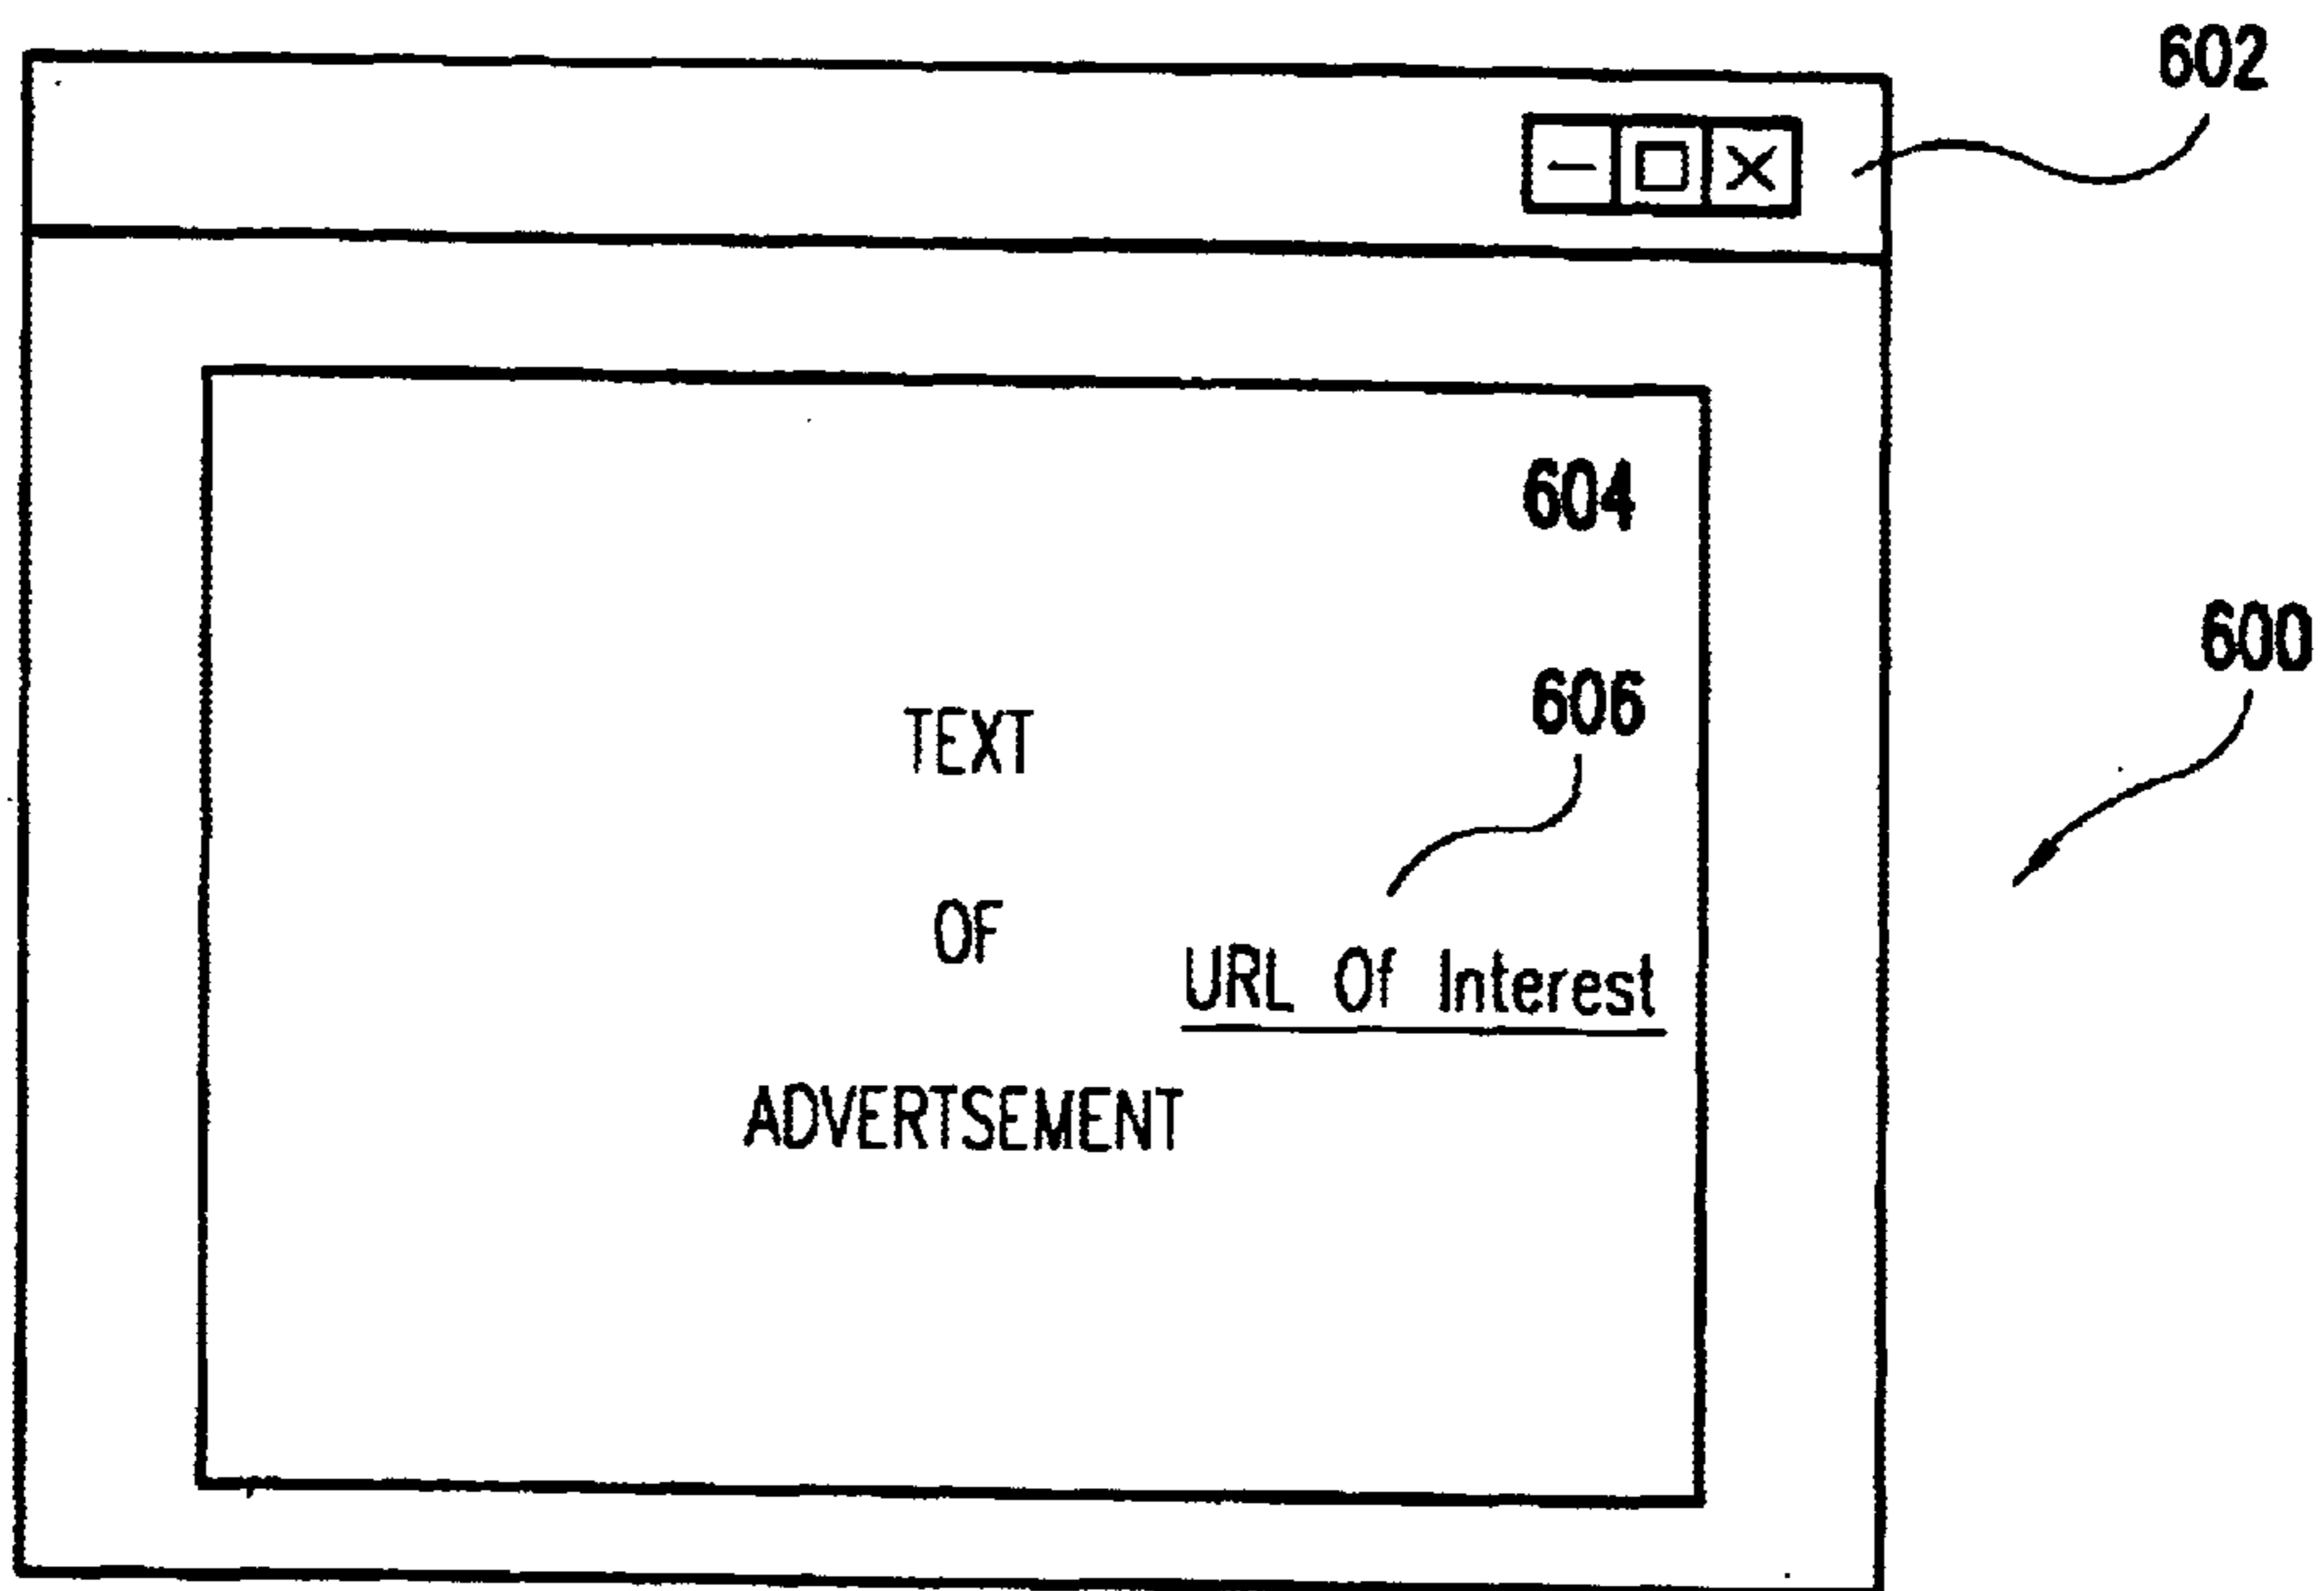 602
604
600
606
TEXT
OF
URL Of Interest
ADVERTSEMENT